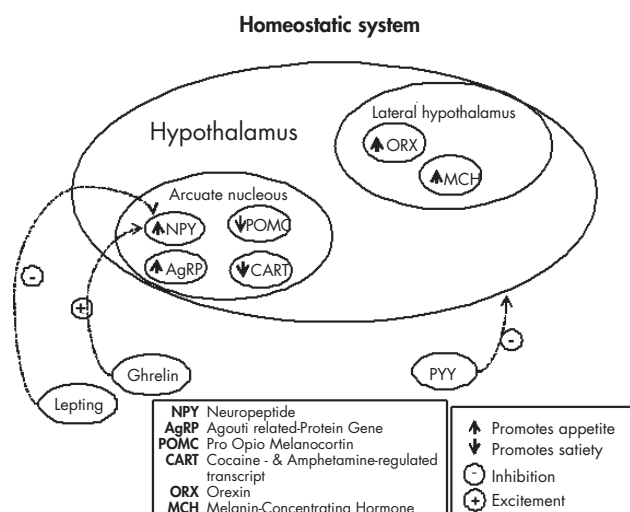 Homeostatic system
Hypothalamus
Lateral hypothalamus
ORX
MCH
Arcuate nucleous
NPY
POMC
AgRP
CART
-
+
Ghrelin
Lepting
PYY
-
NPY Neuropeptide
AgRP Agouti related-Protein Gene
POMC Pro Opio Melanocortin
CART Cocaine - & Amphetamine-regulated
transcript
ORX Orexin
MCH Melanin-Concentrating Hormone
Promotes appetite
Promotes satiety
- Inhibition
+ Excitement